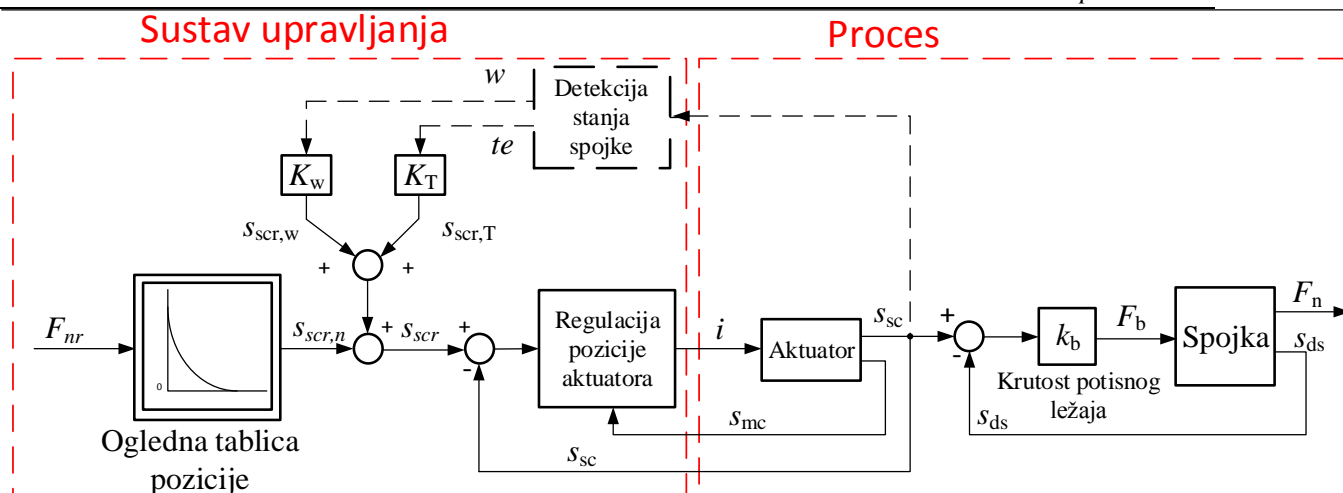 Sustav upravljanja
Proces
w
te
Detekcija
stanja
spojke
K_w
K_T
s_scr,w
s_scr,T
+
+
F_nr
0
s_scr,n
+
s_scr
+
-
Regulacija
pozicije
aktuatora
i
Aktuator
s_sc
+
-
k_b
F_b
Spojka
F_n
s_ds
Krutost potisnog
ležaja
s_ds
s_mc
s_sc
Ogledna tablica
pozicije